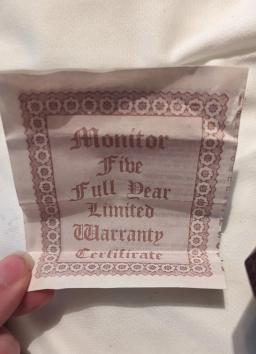 Monitor
Five
Full Year
Limited
Warranty
Certificate